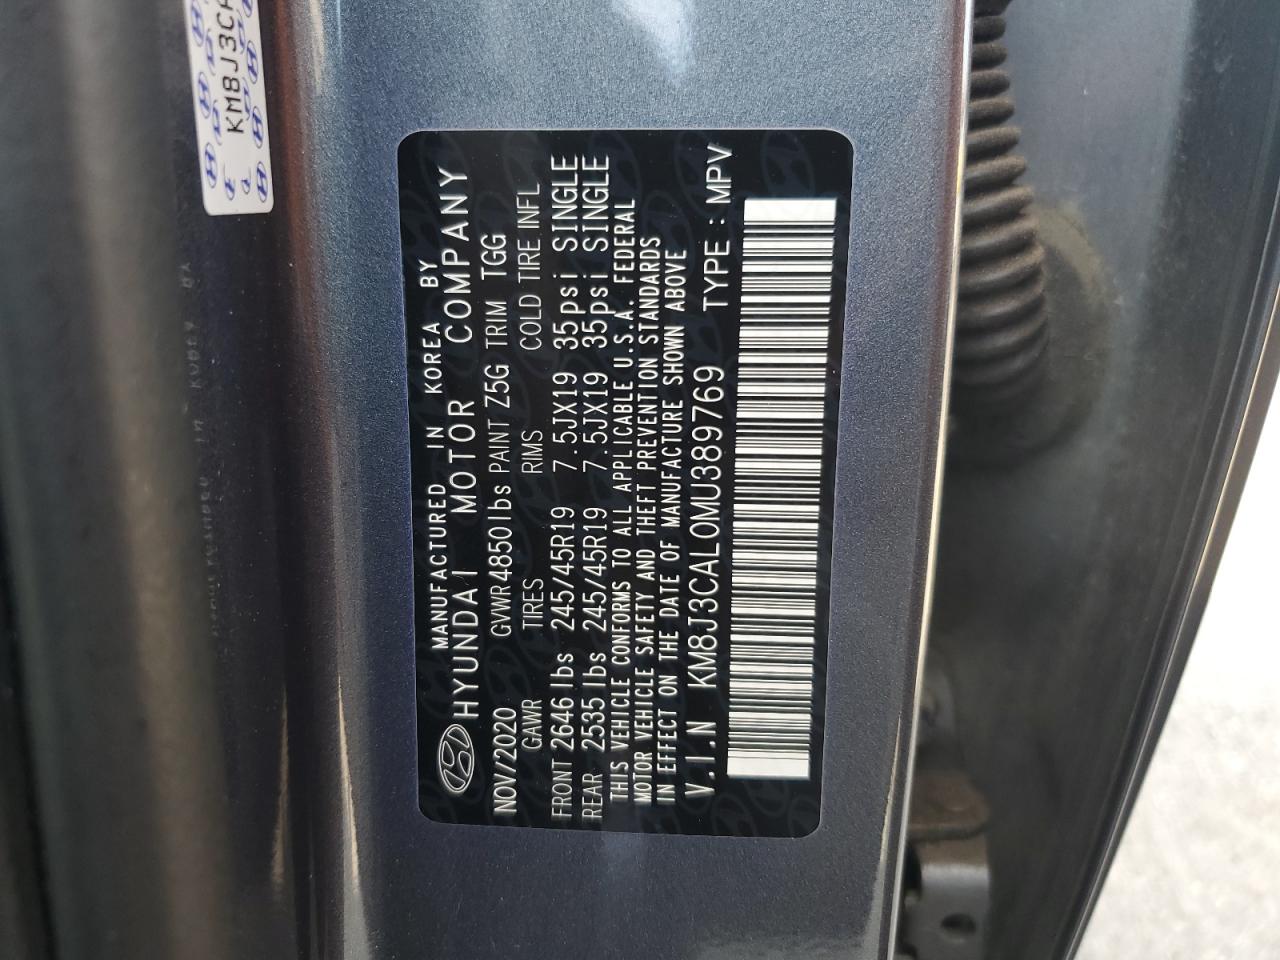 KM8J3CA
MANUFACTURED IN KOREA BY
HYUNDAI MOTOR COMPANY
NOV/2020 GVWR 4850 lbs PAINT Z5G TRIM TGG
GAWR TIRES RIMS COLD TIRE INFL
FRONT 2646 lbs 245/45R19 7.5JX19 35psi SINGLE
REAR 2535 lbs 245/45R19 7.5JX19 35psi SINGLE
THIS VEHICLE CONFORMS TO ALL APPLICABLE U.S.A. FEDERAL
MOTOR VEHICLE SAFETY AND THEFT PREVENTION STANDARDS
IN EFFECT ON THE DATE OF MANUFACTURE SHOWN ABOVE
V.I.N KM8J3CAL0MU389769 TYPE : MPV